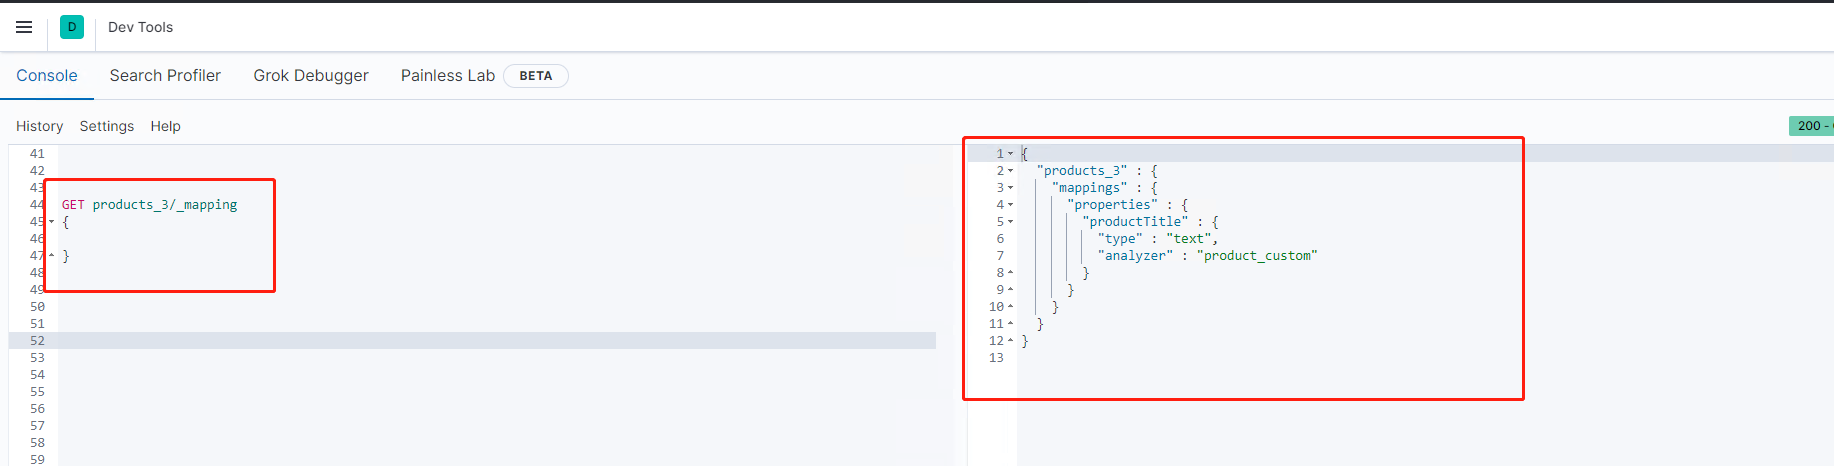 D Dev Tools
Console Search Profiler Grok Debugger Painless Lab BETA
History Settings Help
200 -
41
42
43
44 GET products_3/_mapping
45 {
46
47 }
48
49
50
51
52
53
54
55
56
57
58
59
1 {
2 "products_3" : {
3 "mappings" : {
4 "properties" : {
5 "productTitle" : {
6 "type" : "text",
7 "analyzer" : "product_custom"
8 }
9 }
10 }
11 }
12 }
13